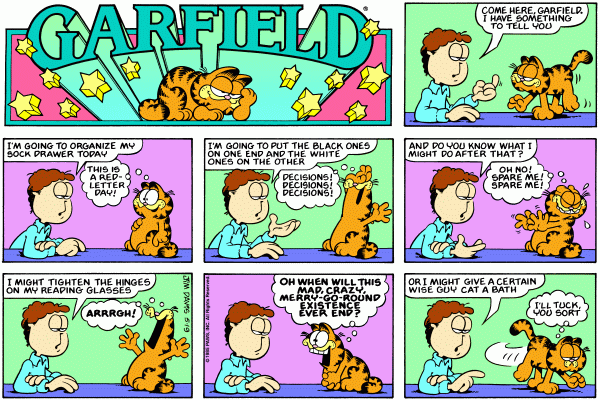 GARFIELD
®
COME HERE, GARFIELD.
I HAVE SOMETHING
TO TELL YOU
I'M GOING TO ORGANIZE MY
SOCK DRAWER TODAY
THIS IS
A RED-
LETTER
DAY!
I'M GOING TO PUT THE BLACK ONES
ON ONE END AND THE WHITE
ONES ON THE OTHER
DECISIONS!
DECISIONS!
DECISIONS!
AND DO YOU KNOW WHAT I
MIGHT DO AFTER THAT?
OH NO!
SPARE ME!
SPARE ME!
I MIGHT TIGHTEN THE HINGES
ON MY READING GLASSES
ARRRGH!
JIM DAVIS 5-19
OH WHEN WILL THIS
MAD, CRAZY,
MERRY-GO-ROUND
EXISTENCE
EVER END?
OR I MIGHT GIVE A CERTAIN
WISE GUY CAT A BATH
I'LL TUCK,
YOU SORT